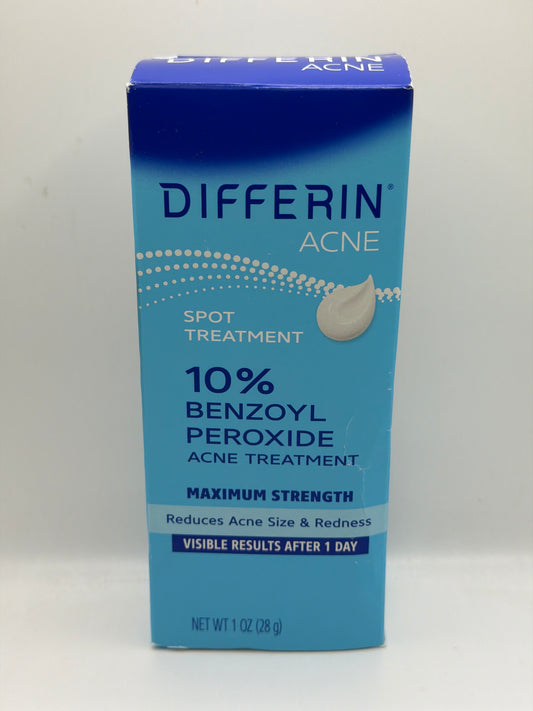 DIFFERIN
ACNE
DIFFERIN®
ACNE
SPOT
TREATMENT
10%
BENZOYL
PEROXIDE
ACNE TREATMENT
MAXIMUM STRENGTH
Reduces Acne Size & Redness
VISIBLE RESULTS AFTER 1 DAY
NET WT 1 OZ (28 g)